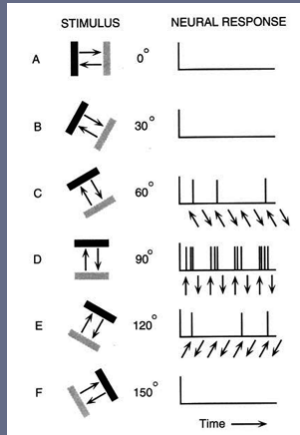 STIMULUS NEURAL RESPONSE
A 0°
B 30°
C 60°
D 90°
E 120°
F 150°
Time